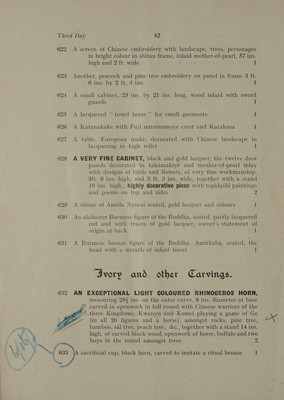 Third Day 42
622 A screen of Chinese embroidery with landscape, trees, personages
in bright colour in shitan frame, inlaid mother-of-pearl, 57 ins.
high and 2 ft. wide 1
623 Another, peacock and pine tree embroidery on panel in frame 3 ft.
6 ins. by 2 ft. 4 ins. 1
624 A small cabinet, 23 ins. by 21 ins. long, wood inlaid with sword
guards 1
625 A lacquered "towel horse" for small garments 1
626 A Katanakake with Fuji mitsutomoye crest and Karakusa 1
627 A table, European make, decorated with Chinese landscape in
lacquering in high relief 1
628 A VERY FINE CABINET, black and gold lacquer, the twelve door
panels decorated in takamakiyé and mother-of-pearl inlay
with designs of birds and flowers, of very fine workmanship,
3ft. 6 ins. high, and 3 ft. 3 ins. wide, together with a stand
19 ins. high; highly decorative piece with togidashi paintings
and poems on top and sides 2
629 A shrine of Amida Nyorai seated, gold lacquer and colours 1
630 An alabaster Burmese figure of the Buddha, seated, partly lacquered
red and with traces of gold lacquer, owner's statement of
origin at back 1
631 A Burmese bronze figure of the Buddha Amithaba, seated, the
head with a wreath of inlaid tinsel 1
Ivory and other Carvings.
632 AN EXCEPTIONAL LIGHT COLOURED RHINOCEROS HORN,
measuring 29½ ins. on the outer curve, 8 ins. diameter at base
carved in openwork in full round with Chinese warriors of the
three Kingdoms, Kwanyu and Komei playing a game of Go
(in all 20 figures and a horse), amongst rocks, pine tree,
bamboo, sâl tree, peach tree, &c., together with a stand 14 ins.
high, of carved black wood, openwork of horse, buffalo and two
boys in the round amongst trees 2
633 A sacrificial cup, black horn, carved to imitate a ritual bronze 1